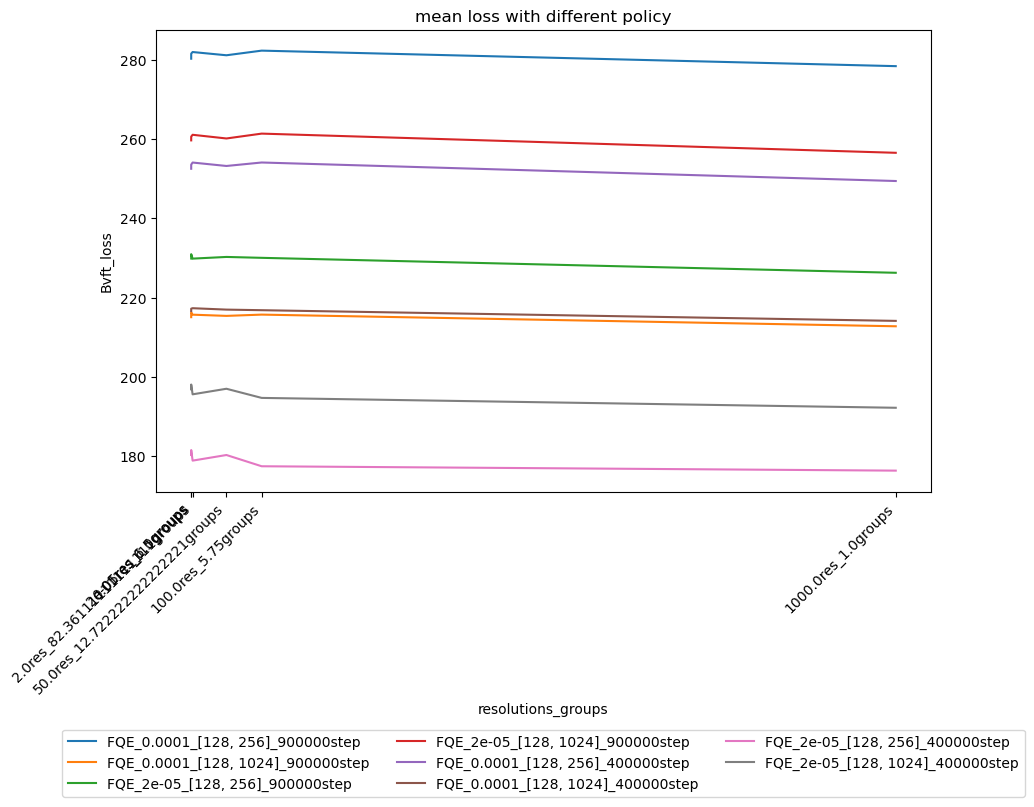 mean loss with different policy
280
260
240
220
200
180
Bvft_loss
50.0res_12.722222222222221groups
100.0res_5.75groups
1000.0res_1.0groups
resolutions_groups
FQE_0.0001_[128, 256]_900000step
FQE_0.0001_[128, 1024]_900000step
FQE_2e-05_[128, 256]_900000step
FQE_2e-05_[128, 1024]_900000step
FQE_0.0001_[128, 256]_400000step
FQE_0.0001_[128, 1024]_400000step
FQE_2e-05_[128, 256]_400000step
FQE_2e-05_[128, 1024]_400000step